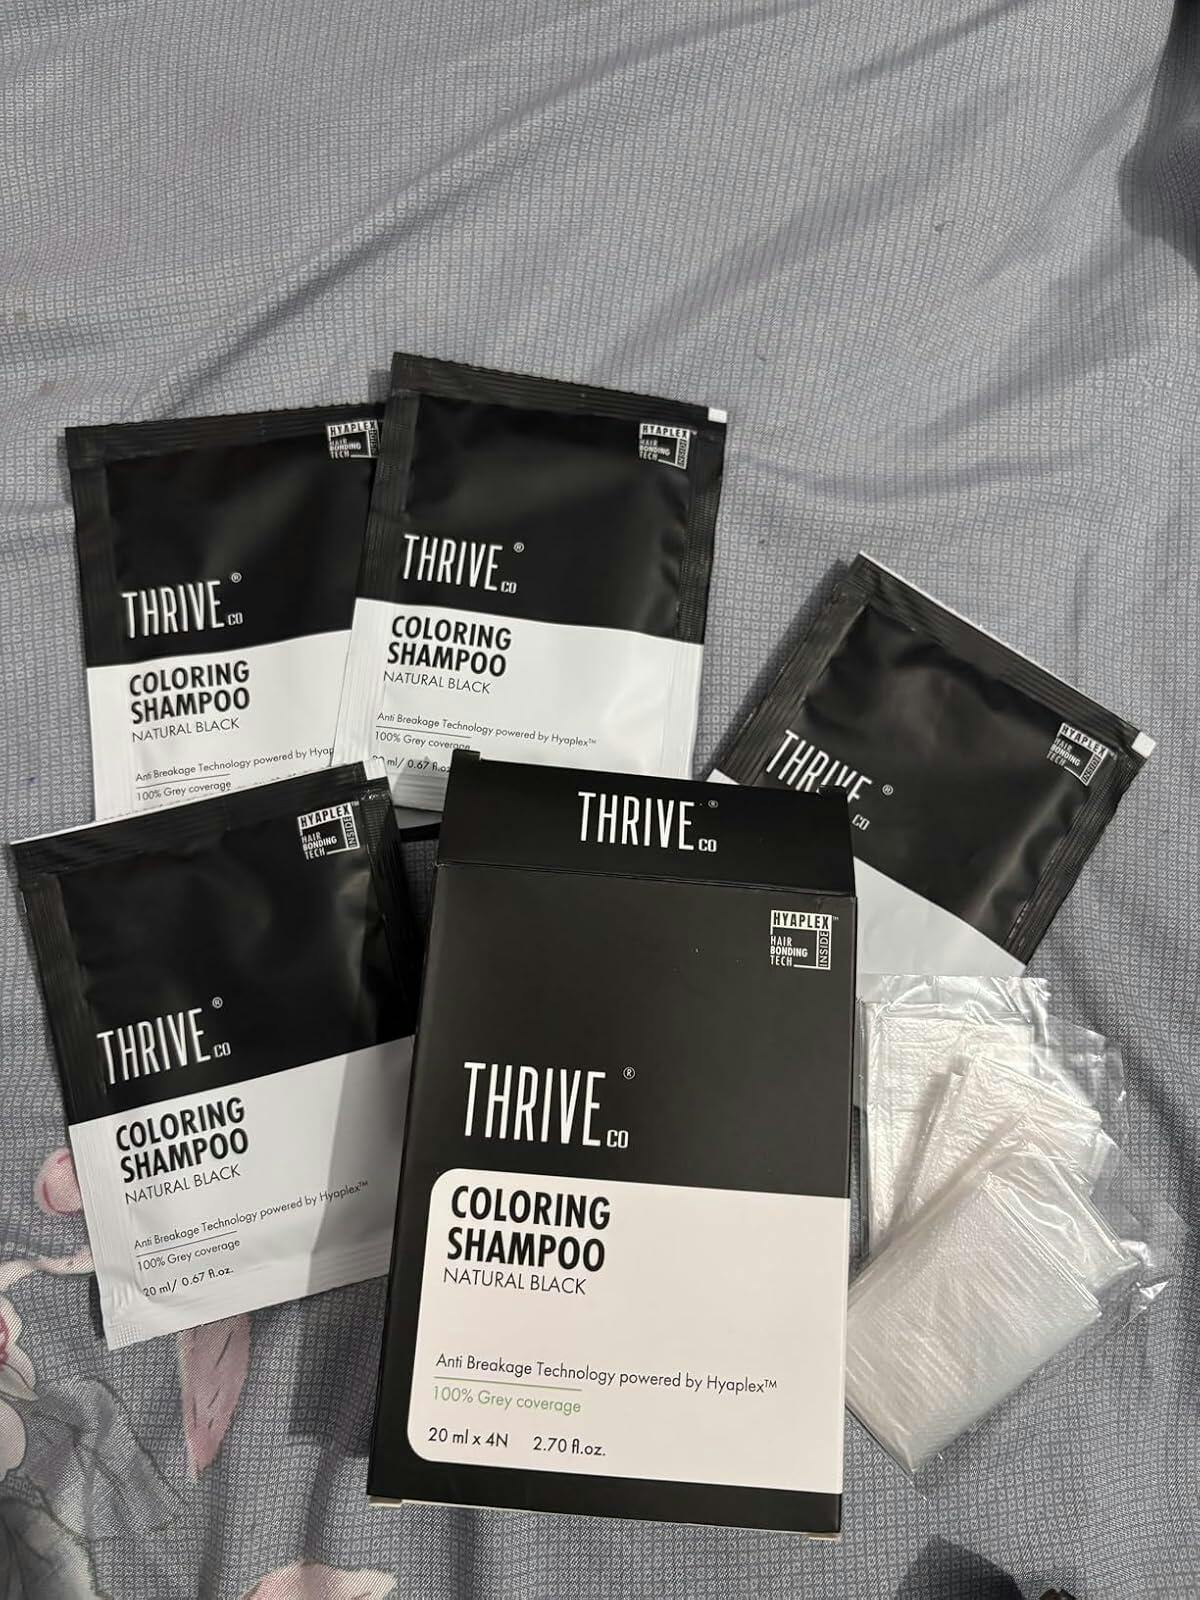 HYAPLEX
HAIR
BONDING
TECH
INSIDE
THRIVE®
CO
COLORING
SHAMPOO
NATURAL BLACK
Anti Breakage Technology powered by
100% Grey coverage
HYAPLEX
HAIR
BONDING
TECH
INSIDE
THRIVE®
CO
COLORING
SHAMPOO
NATURAL BLACK
Anti Breakage Technology powered by Hyaplex™
100% Grey coverage
ml/ 0.67 fl.oz
HYAPLEX
HAIR
BONDING
TECH
INSIDE
THRIVE®
CO
HYAPLEX™
HAIR
BONDING
TECH
INSIDE
THRIVE®
CO
COLORING
SHAMPOO
NATURAL BLACK
Anti Breakage Technology powered by Hyaplex™
100% Grey coverage
20 ml/ 0.67 fl.oz.
THRIVE®
CO
HYAPLEX™
HAIR
BONDING
TECH
INSIDE
THRIVE®
CO
COLORING
SHAMPOO
NATURAL BLACK
Anti Breakage Technology powered by Hyaplex™
100% Grey coverage
20 ml x 4N 2.70 fl.oz.